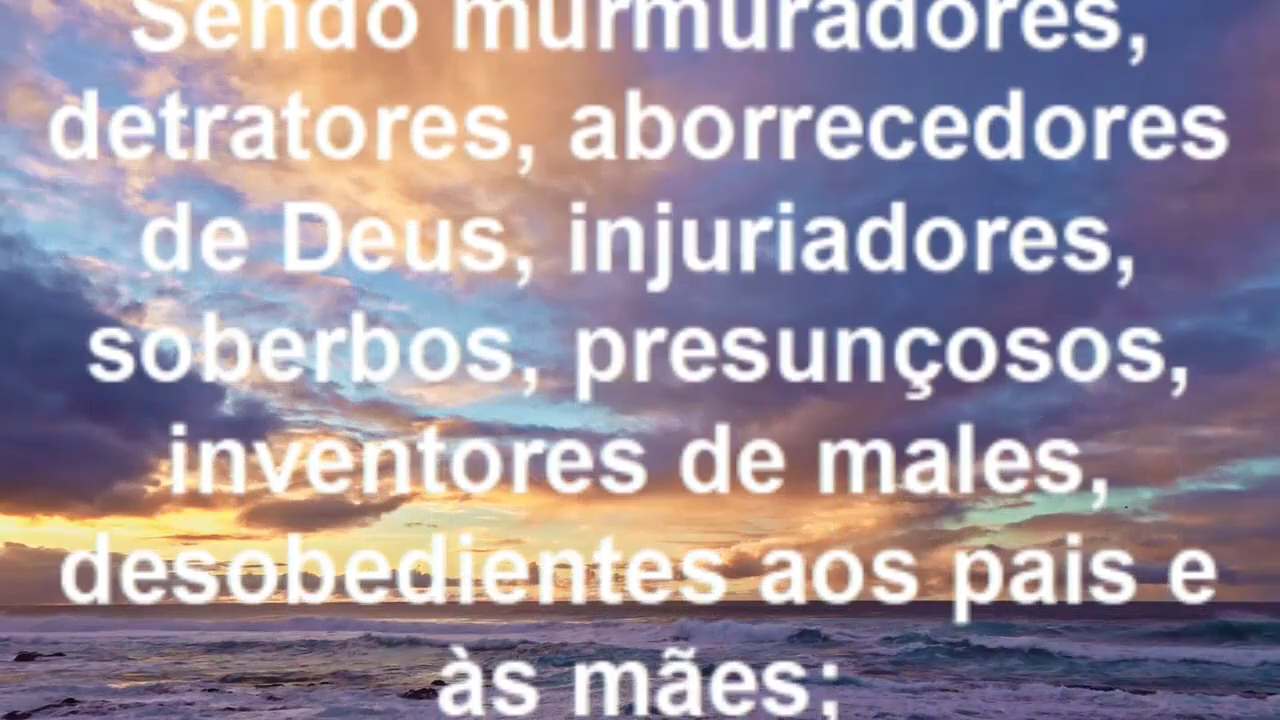 Sendo murmuradores,
detratores, aborrecedores
de Deus, injuriadores,
soberbos, presunçosos,
inventores de males,
desobedientes aos pais e
às mães;